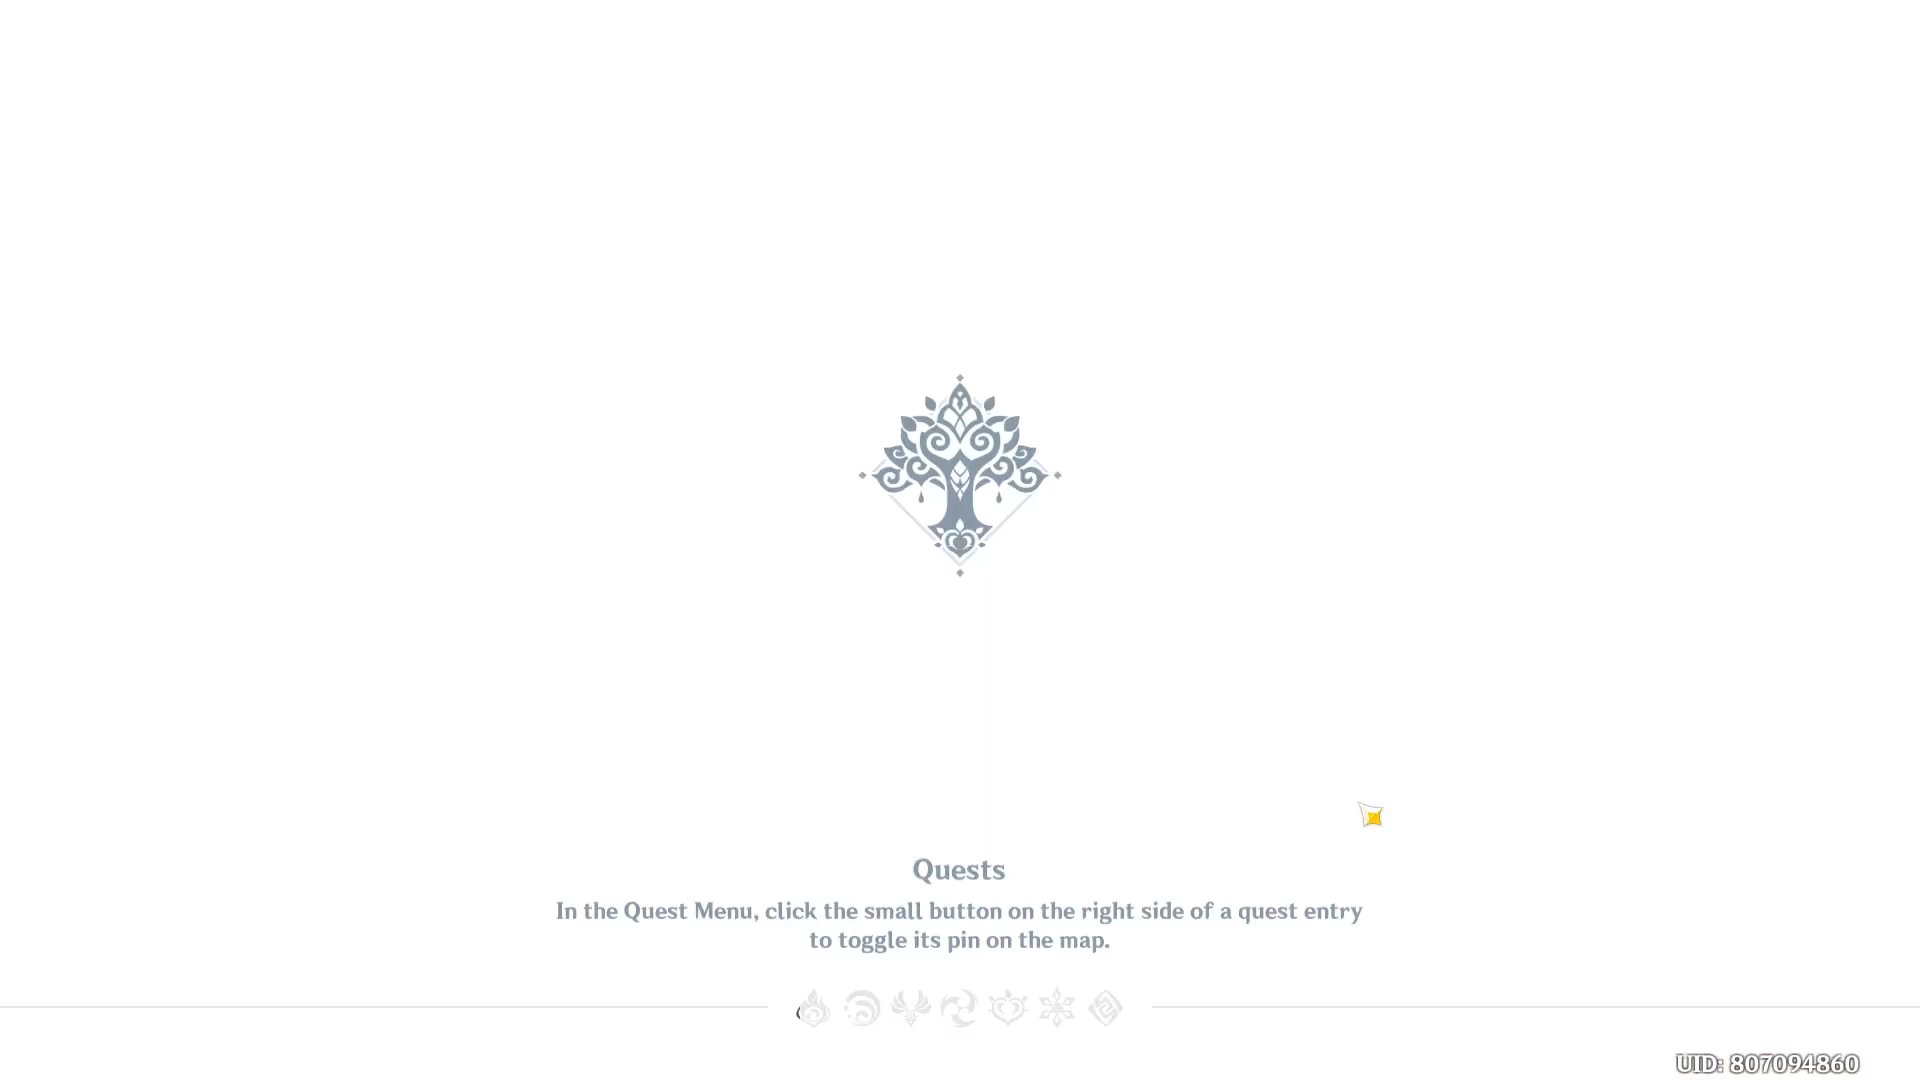 Quests
In the Quest Menu, click the small button on the right side of a quest entry
to toggle its pin on the map.
UID: 807094860